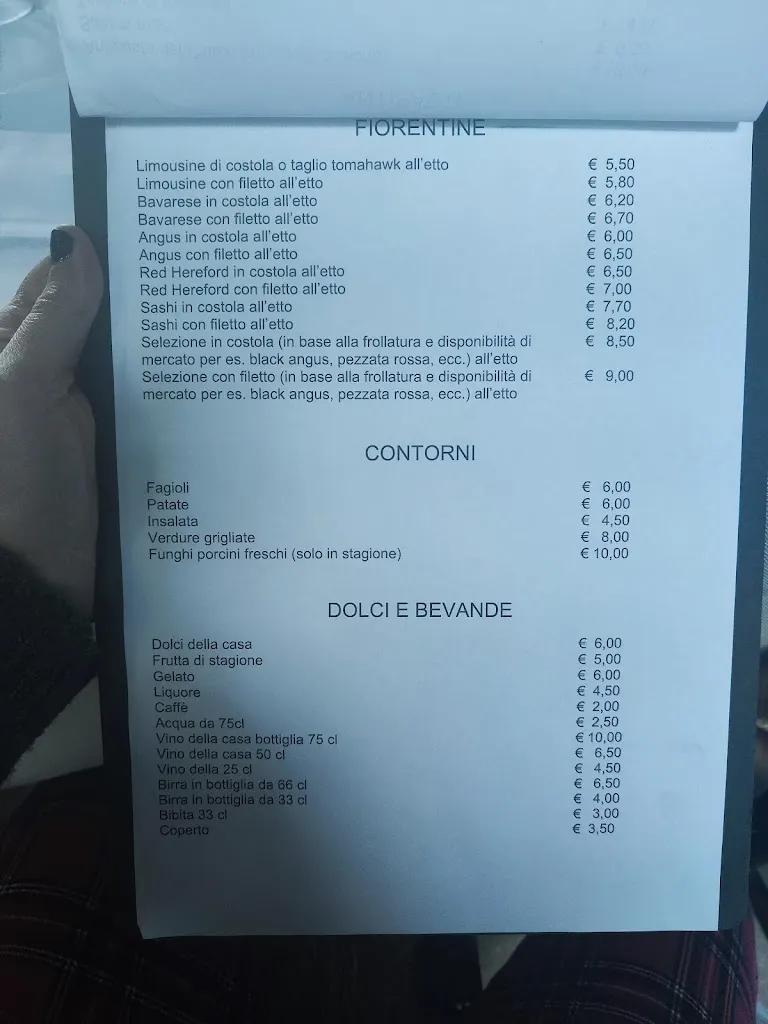 FIORENTINE
Limousine di costola o taglio tomahawk all'etto € 5,50
Limousine con filetto all'etto € 5,80
Bavarese in costola all'etto € 6,20
Bavarese con filetto all'etto € 6,70
Angus in costola all'etto € 6,00
Angus con filetto all'etto € 6,50
Red Hereford in costola all'etto € 6,50
Red Hereford con filetto all'etto € 7,00
Sashi in costola all'etto € 7,70
Sashi con filetto all'etto € 8,20
Selezione in costola (in base alla frollatura e disponibilità di € 8,50
mercato per es. black angus, pezzata rossa, ecc.) all'etto
Selezione con filetto (in base alla frollatura e disponibilità di € 9,00
mercato per es. black angus, pezzata rossa, ecc.) all'etto
CONTORNI
Fagioli € 6,00
Patate € 6,00
Insalata € 4,50
Verdure grigliate € 8,00
Funghi porcini freschi (solo in stagione) € 10,00
DOLCI E BEVANDE
Dolci della casa € 6,00
Frutta di stagione € 5,00
Gelato € 6,00
Liquore € 4,50
Caffè € 2,00
Acqua da 75cl € 2,50
Vino della casa bottiglia 75 cl € 10,00
Vino della casa 50 cl € 6,50
Vino della 25 cl € 4,50
Birra in bottiglia da 66 cl € 6,50
Birra in bottiglia da 33 cl € 4,00
Bibita 33 cl € 3,00
Coperto € 3,50